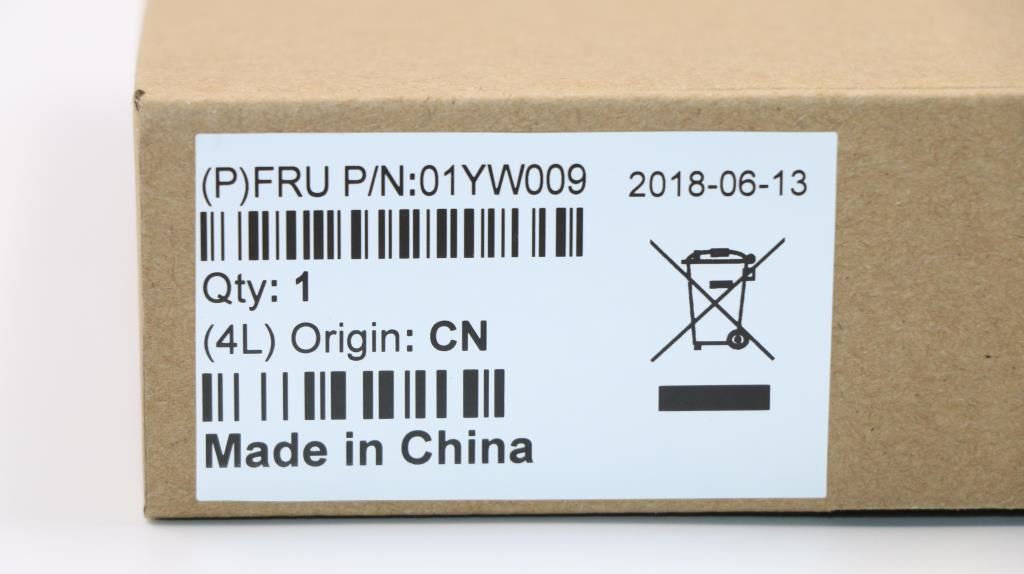 (P)FRU P/N:01YW009
2018-06-13
Qty: 1
(4L) Origin: CN
Made in China